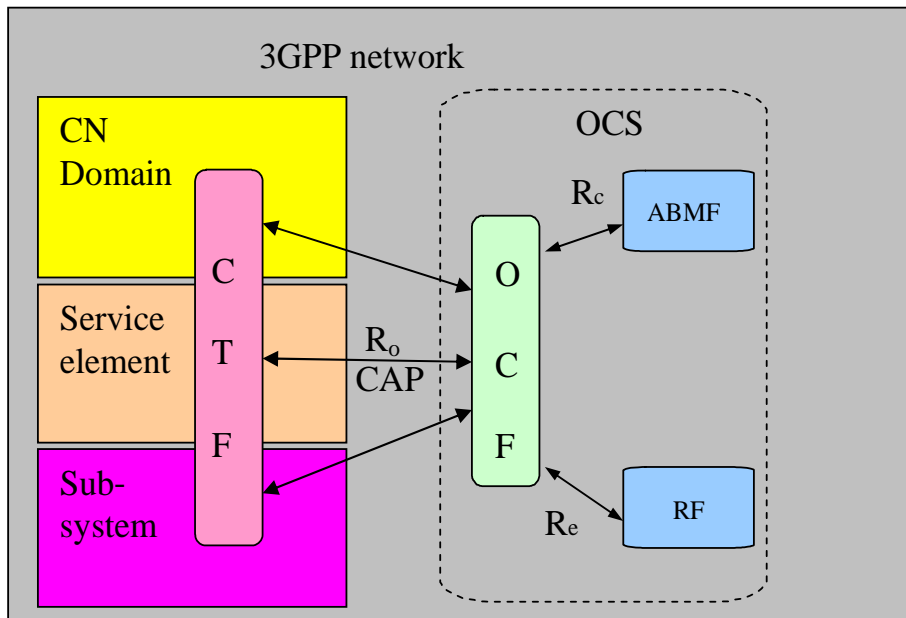 3GPP network
CN
Domain
Service
element
Sub-
system
C
T
F
Ro
CAP
OCS
O
C
F
Rc
ABMF
Re
RF